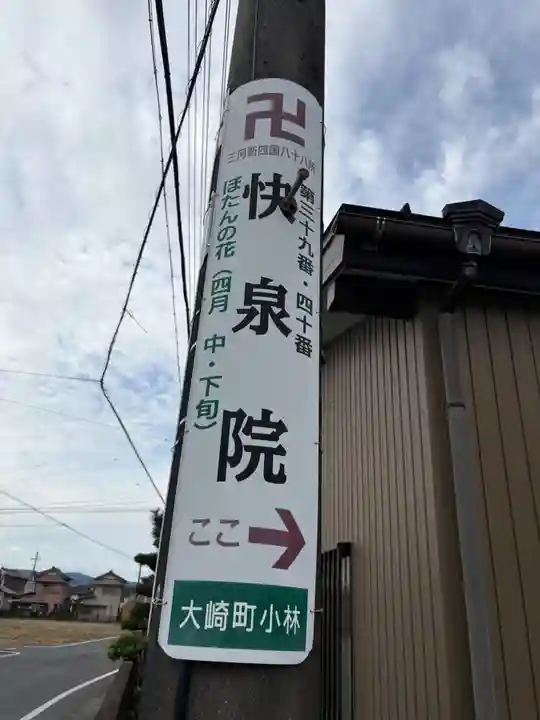 卍
三河新四国八十八所
第三十九番・四十番
快泉院
ぼたんの花（四月 中・下旬）
ここ→
大崎町小林